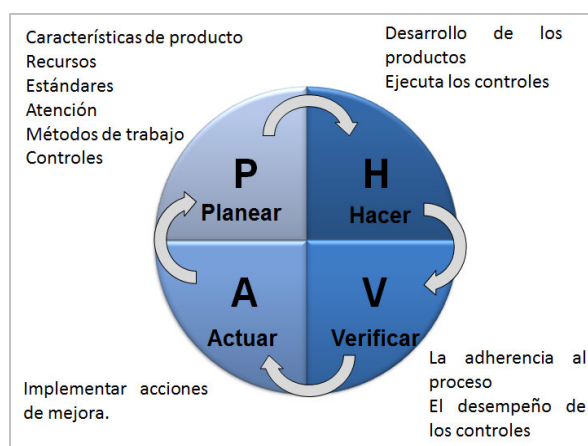 Características de producto
Recursos
Estándares
Atención
Métodos de trabajo
Controles
Desarrollo de los
productos
Ejecuta los controles
P
Planear
H
Hacer
A
Actuar
V
Verificar
Implementar acciones
de mejora.
La adherencia al
proceso
El desempeño de
los controles